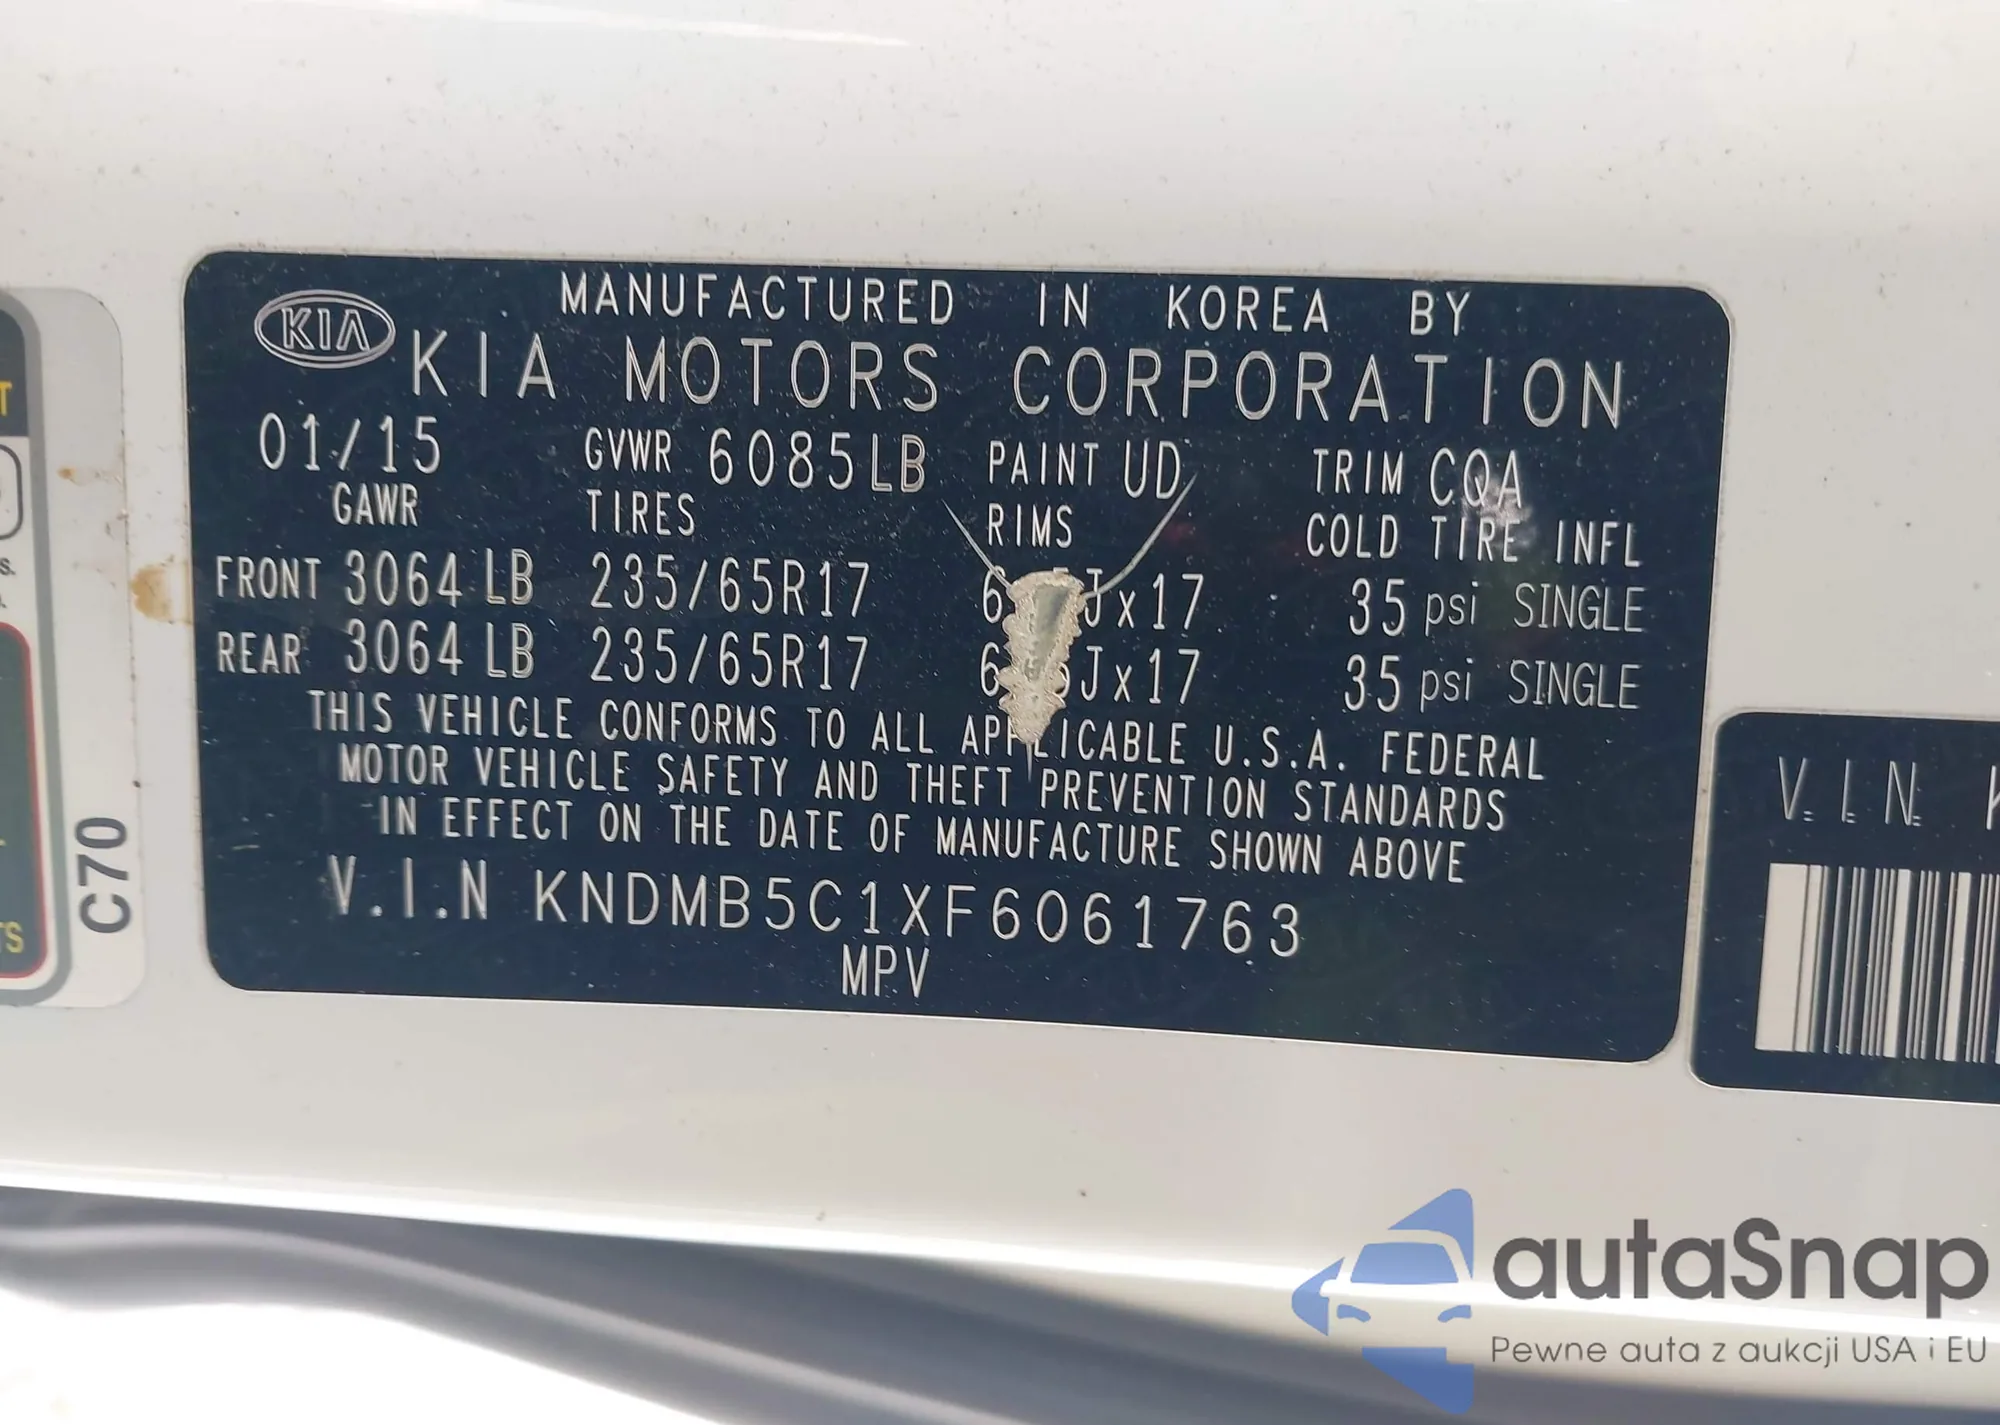 MANUFACTURED IN KOREA BY
KIA KIA MOTORS CORPORATION
01/15 GVWR 6085LB PAINT UD TRIM CQA
GAWR TIRES RIMS COLD TIRE INFL
FRONT 3064 LB 235/65R17 Jx17 35 psi SINGLE
REAR 3064 LB 235/65R17 Jx17 35 psi SINGLE
THIS VEHICLE CONFORMS TO ALL APPLICABLE U.S.A. FEDERAL
MOTOR VEHICLE SAFETY AND THEFT PREVENTION STANDARDS
IN EFFECT ON THE DATE OF MANUFACTURE SHOWN ABOVE
V.I.N KNDMB5C1XF6061763
MPV
C70
V.I.N. K
T
S.
TS
autaSnap
Pewne auta z aukcji USA i EU